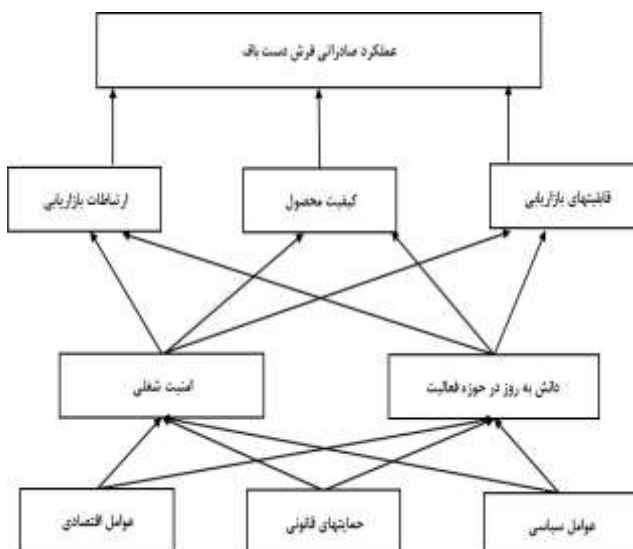 عملکرد صادراتی فرش دست باف
قابلیتهای بازاریابی
کیفیت محصول
ارتباطات بازاریابی
دانش به روز در حوزه فعالیت
امنیت شغلی
عوامل سیاسی
حمایتهای قانونی
عوامل اقتصادی